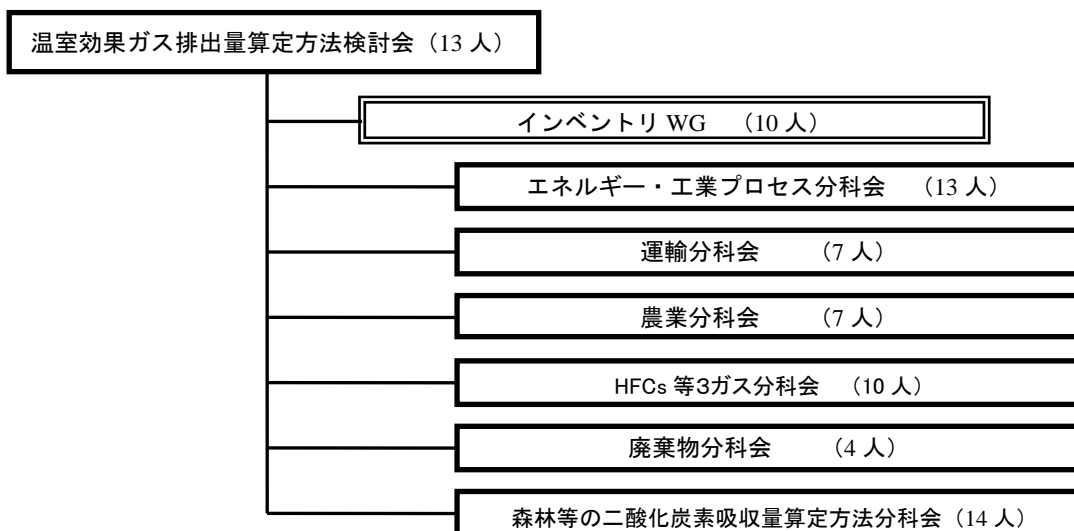 温室効果ガス排出量算定方法検討会（13 人）
インベントリ WG （10 人）
エネルギー・工業プロセス分科会 （13 人）
運輸分科会 （7 人）
農業分科会 （7 人）
HFCs 等3ガス分科会 （10 人）
廃棄物分科会 （4 人）
森林等の二酸化炭素吸収量算定方法分科会（14 人）